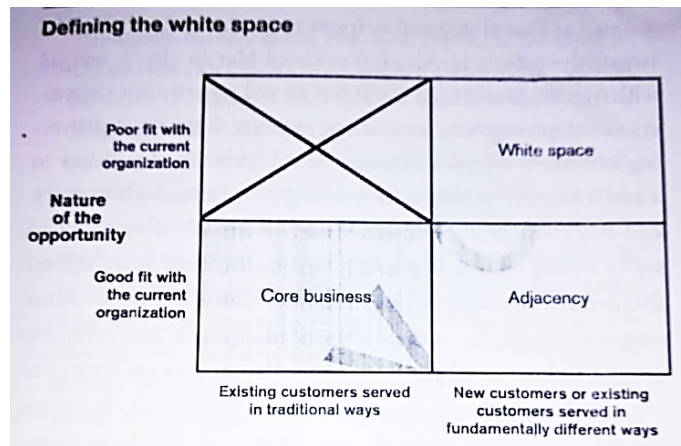 Defining the white space
Poor fit with
the current
organization
White space
Nature
of the
opportunity
Good fit with
the current
organization
Core business
Adjacency
Existing customers served
in traditional ways
New customers or existing
customers served in
fundamentally different ways